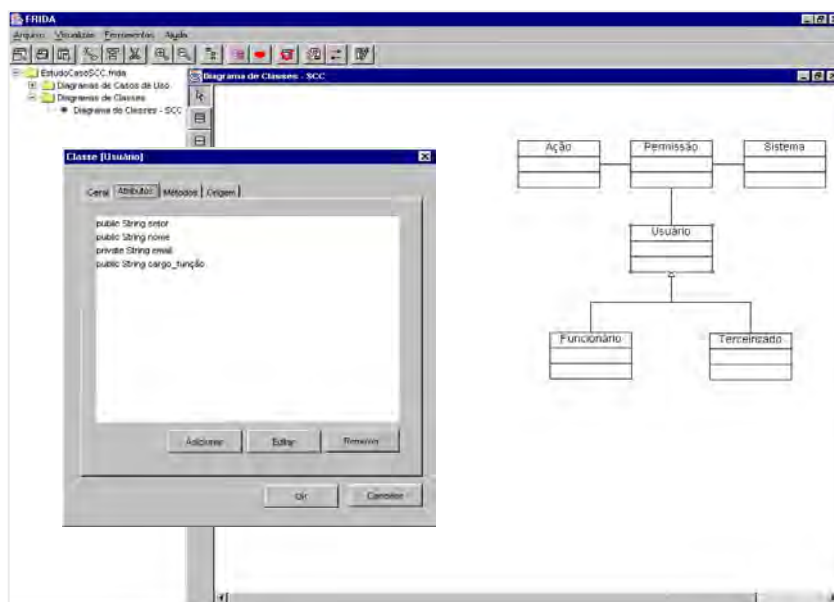 FRIDA
Arquivo Visualizar Ferramentas Ajuda
EstudoCasoSCC.frida
Diagramas de Casos de Uso
Diagramas de Classes
Diagrama de Classes - SCC
Diagrama de Classes - SCC
Classe [Usuário]
Geral Atributos Métodos Origem
public String setor
public String nome
private String email
public String cargo_função
Adicionar Editar Remover
Ok Cancelar
Ação Permissão Sistema
Usuário
Funcionário Terceirizado